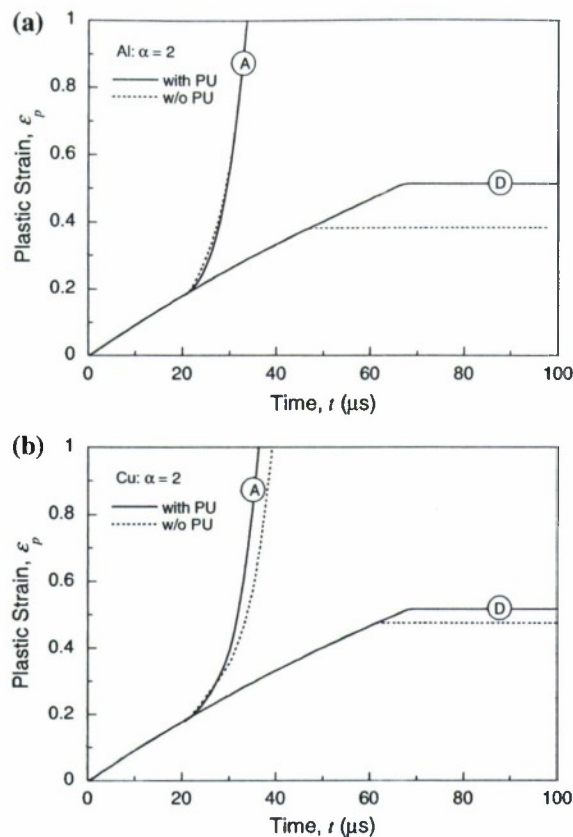 (a)
1
0.8
0.6
0.4
0.2
0
Plastic Strain, εp
Al: α = 2
with PU
w/o PU
A
D
0 20 40 60 80 100
Time, t (μs)
(b)
1
0.8
0.6
0.4
0.2
0
Plastic Strain, εp
Cu: α = 2
with PU
w/o PU
A
D
0 20 40 60 80 100
Time, t (μs)